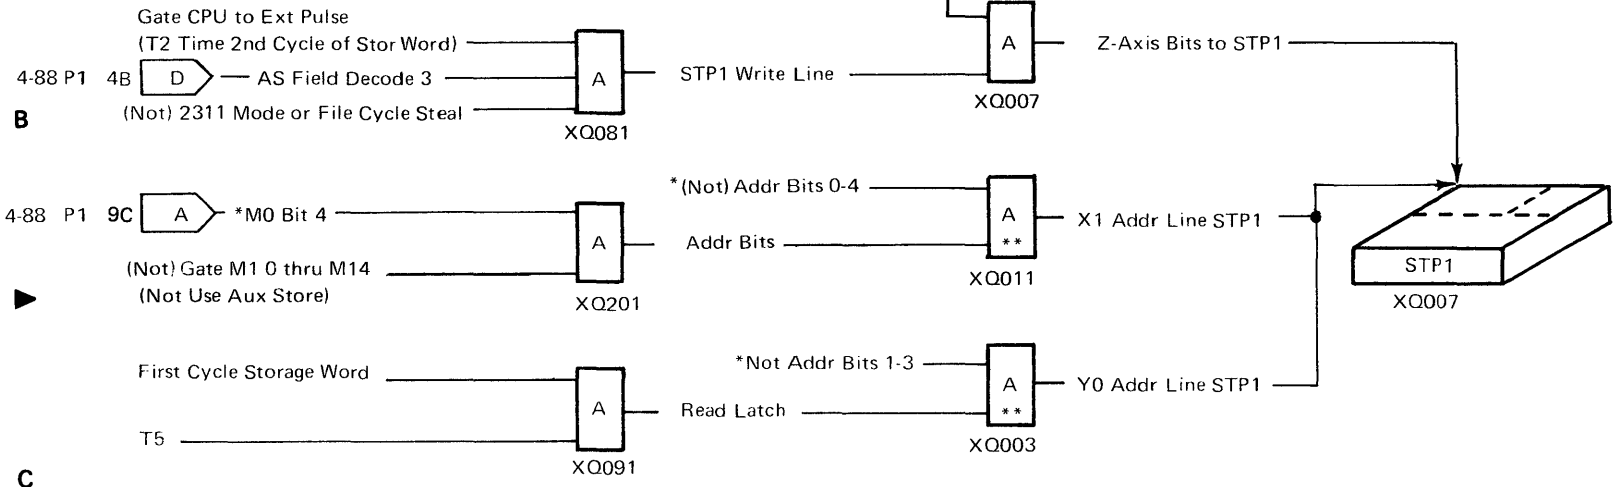 Gate CPU to Ext Pulse
(T2 Time 2nd Cycle of Stor Word)
4-88 P1 4B D AS Field Decode 3
(Not) 2311 Mode or File Cycle Steal
B
A
XQ081
STP1 Write Line
A
XQ007
Z-Axis Bits to STP1
4-88 P1 9C A *M0 Bit 4
(Not) Gate M1 0 thru M14
(Not Use Aux Store)
A
XQ201
*(Not) Addr Bits 0-4
Addr Bits
A
**
XQ011
X1 Addr Line STP1
STP1
XQ007
First Cycle Storage Word
T5
A
XQ091
*Not Addr Bits 1-3
Read Latch
A
**
XQ003
Y0 Addr Line STP1
C